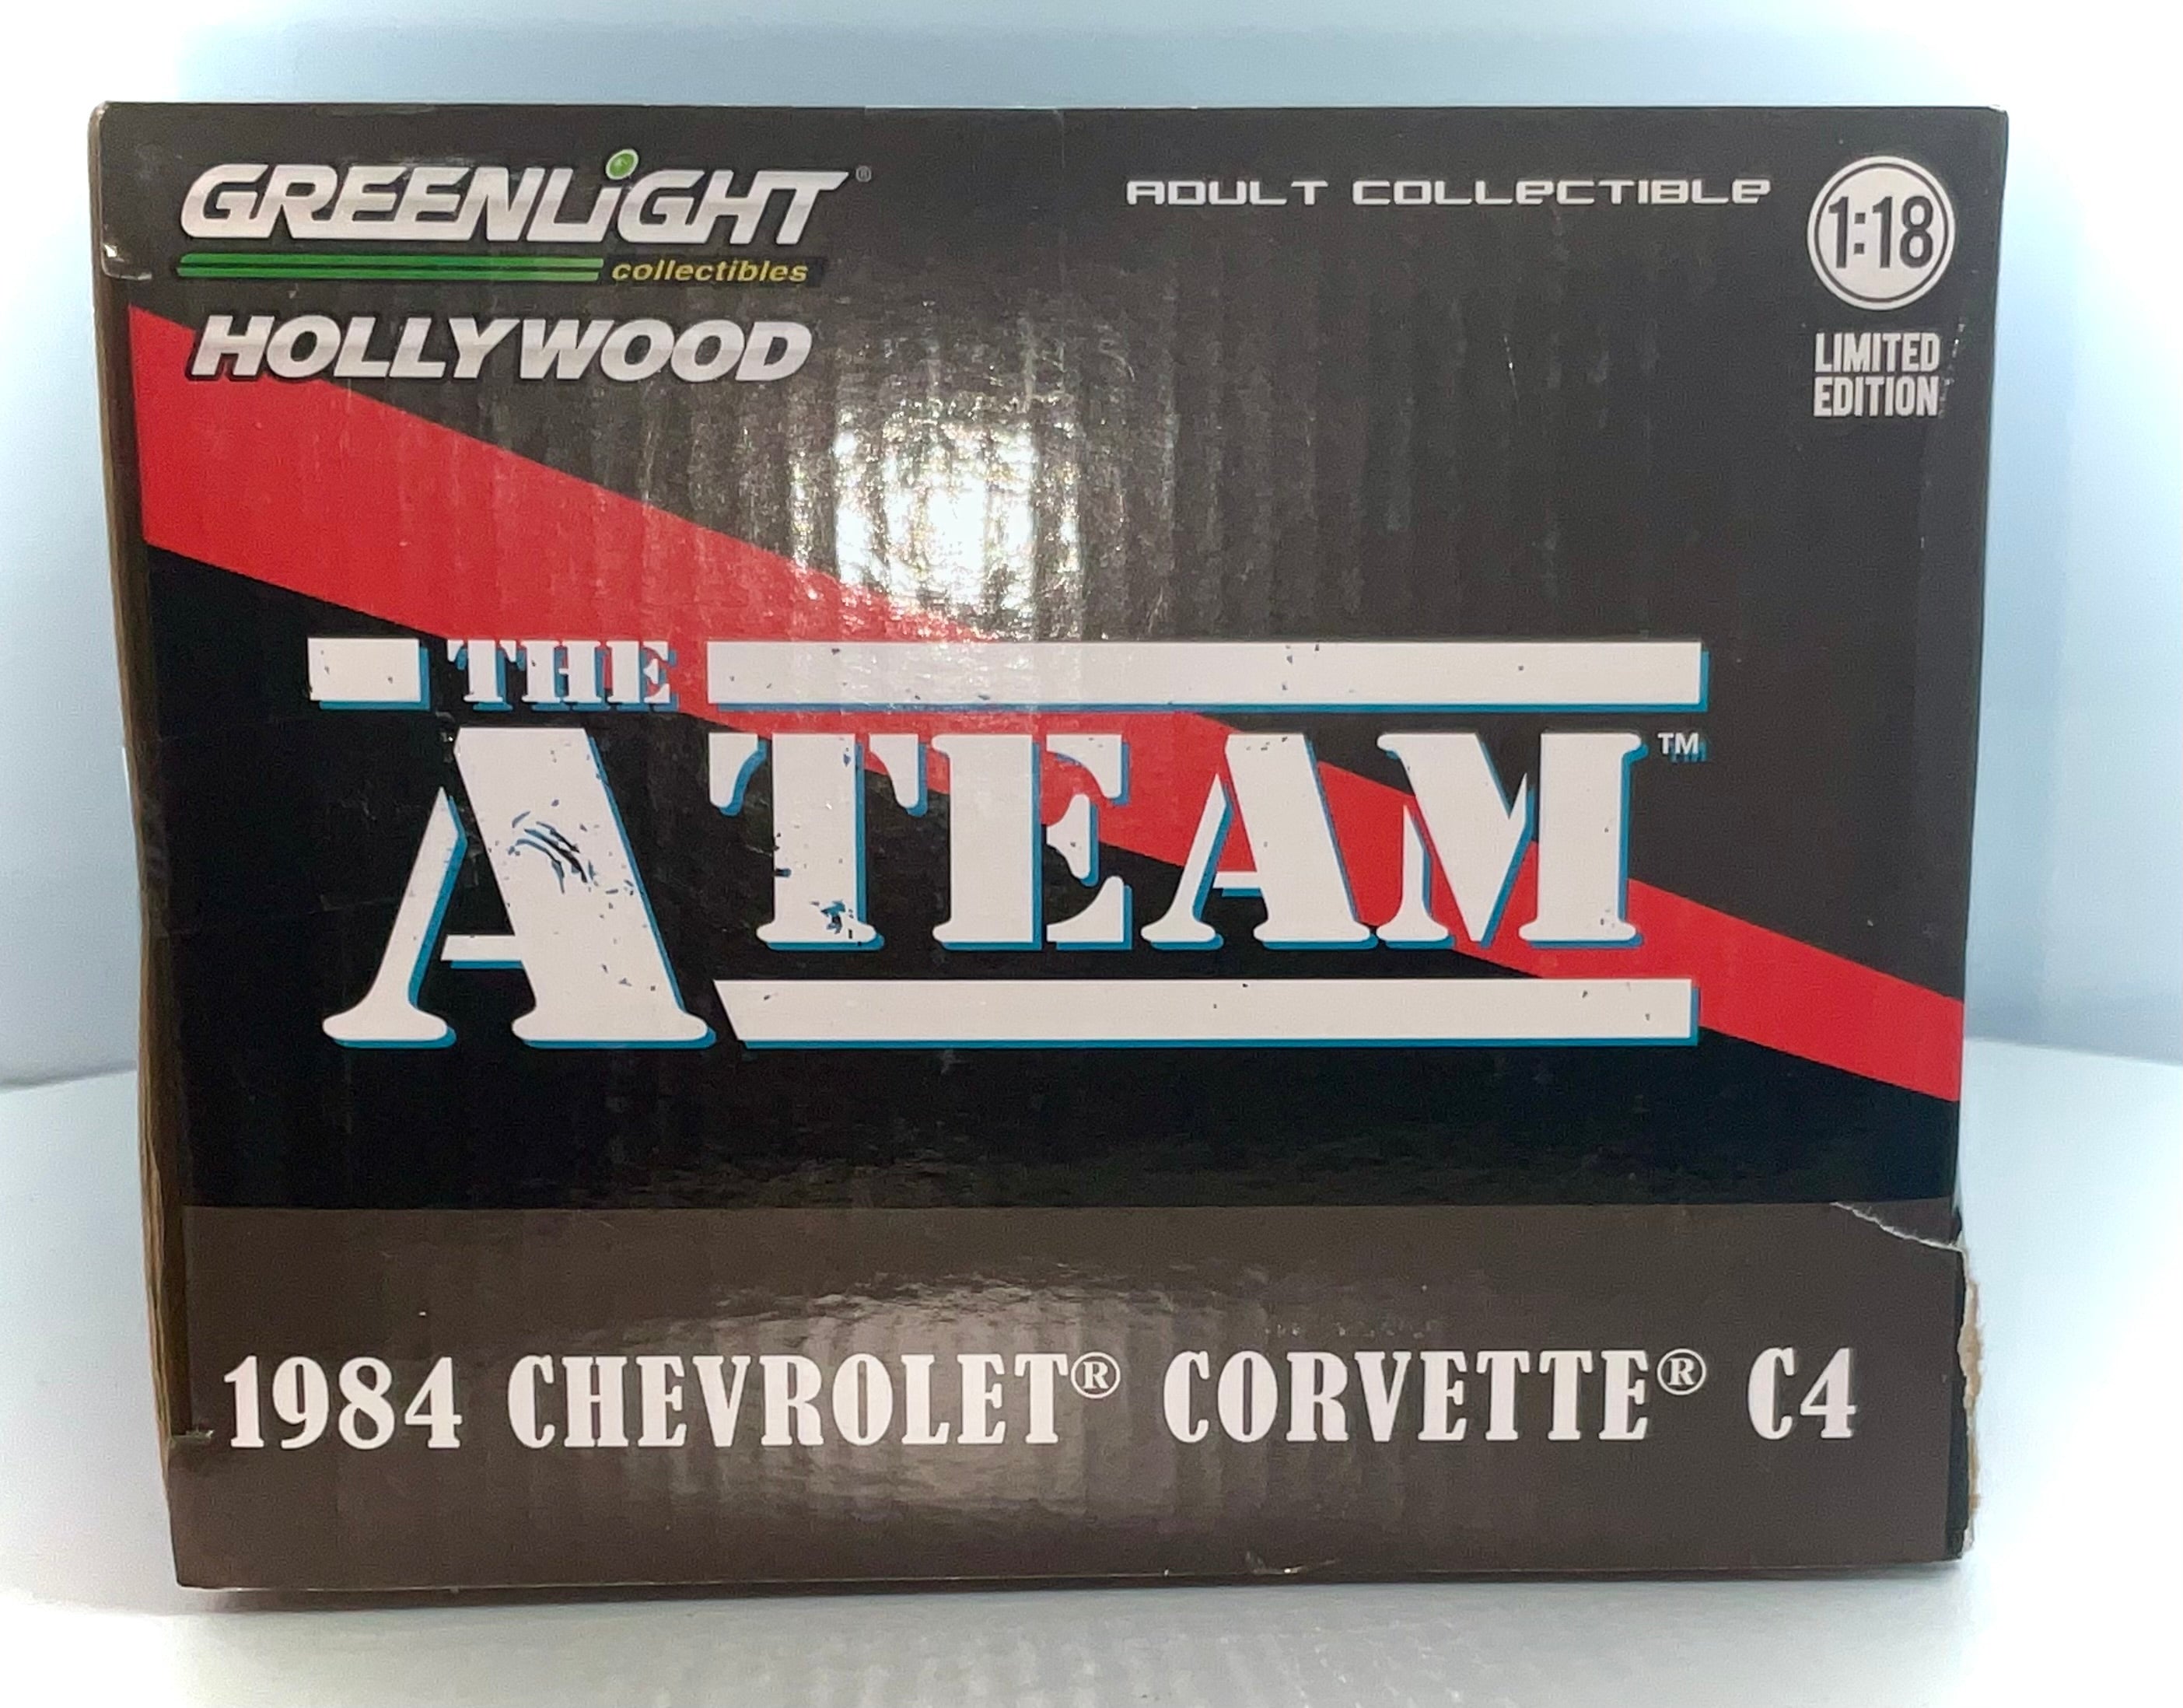 GREENLiGHT®
collectibles
HOLLYWOOD
ADULT COLLECTIBLE
1:18
LIMITED
EDITION
THE
A TEAM™
1984 CHEVROLET® CORVETTE® C4